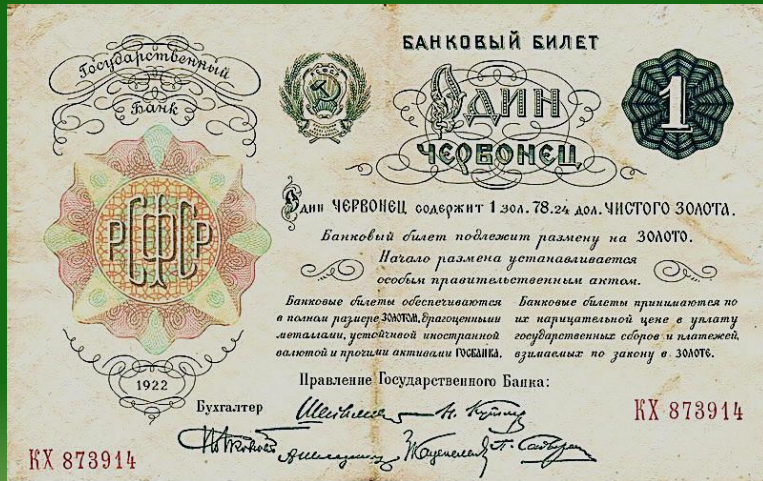 Государственный
Банк
РСФСР
1922
РСФСР
БАНКОВЫЙ БИЛЕТ
ОДИН
ЧЕРВОНЕЦ
1
Один ЧЕРВОНЕЦ содержит 1 зол. 78.24 дол. ЧИСТОГО ЗОЛОТА.
Банковый билет подлежит размену на ЗОЛОТО.
Начало размена устанавливается
особым правительственным актом.
Банковые билеты обеспечиваются
в полном размере ЗОЛОТОМ, драгоценными
металлами, устойчивой иностранной
валютой и прочими активами ГОСБАНКА.
Банковые билеты принимаются по
их нарицательной цене в уплату
государственных сборов и платежей,
взимаемых по закону в ЗОЛОТЕ.
Правление Государственного Банка:
Бухгалтер
КХ 873914
КХ 873914